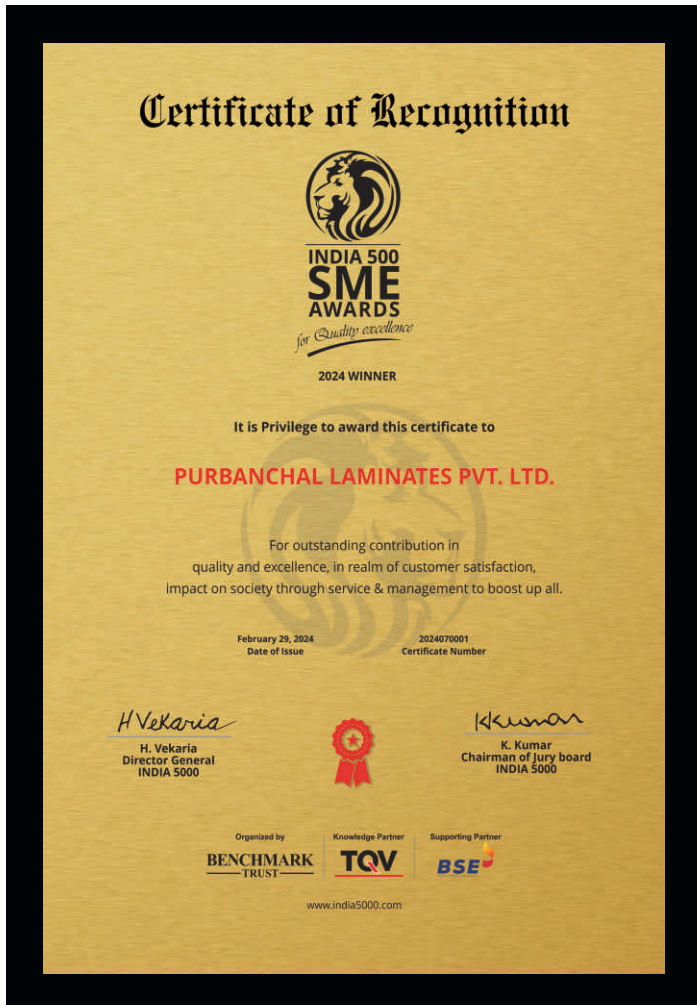 Certificate of Recognition
INDIA 500
SME
AWARDS
for Quality excellence
2024 WINNER
It is Privilege to award this certificate to
PURBANCHAL LAMINATES PVT. LTD.
For outstanding contribution in
quality and excellence, in realm of customer satisfaction,
impact on society through service & management to boost up all.
February 29, 2024
Date of Issue
2024070001
Certificate Number
H Vekaria
H. Vekaria
Director General
INDIA 5000
KKumar
K. Kumar
Chairman of Jury board
INDIA 5000
Organized by
BENCHMARK
TRUST
Knowledge Partner
TQV
Supporting Partner
BSE
www.india5000.com